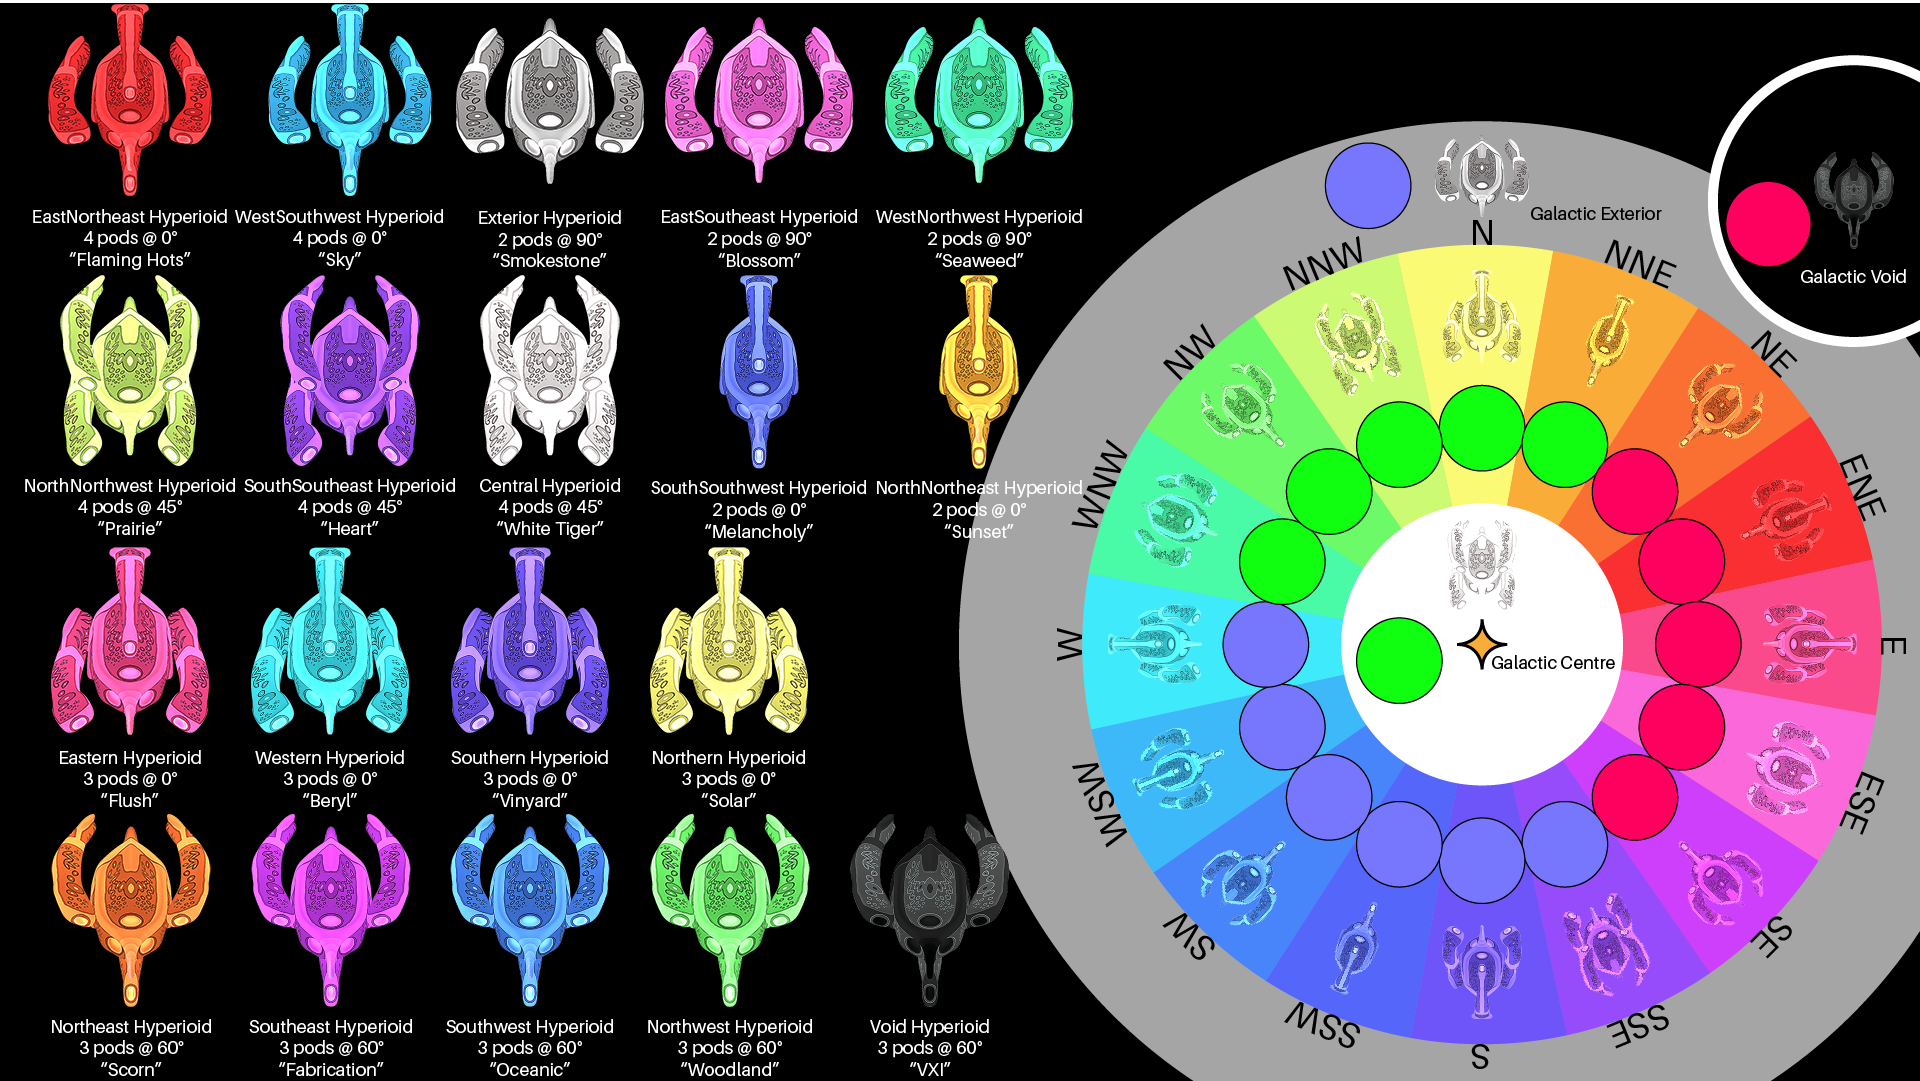 EastNortheast Hyperioid
4 pods @ 0°
“Flaming Hots”
WestSouthwest Hyperioid
4 pods @ 0°
“Sky”
Exterior Hyperioid
2 pods @ 90°
“Smokestone”
EastSoutheast Hyperioid
2 pods @ 90°
“Blossom”
WestNorthwest Hyperioid
2 pods @ 90°
“Seaweed”
NorthNorthwest Hyperioid
4 pods @ 45°
“Prairie”
SouthSoutheast Hyperioid
4 pods @ 45°
“Heart”
Central Hyperioid
4 pods @ 45°
“White Tiger”
SouthSouthwest Hyperioid
2 pods @ 0°
“Melancholy”
NorthNortheast Hyperioid
2 pods @ 0°
“Sunset”
Eastern Hyperioid
3 pods @ 0°
“Flush”
Western Hyperioid
3 pods @ 0°
“Beryl”
Southern Hyperioid
3 pods @ 0°
“Vinyard”
Northern Hyperioid
3 pods @ 0°
“Solar”
Northeast Hyperioid
3 pods @ 60°
“Scorn”
Southeast Hyperioid
3 pods @ 60°
“Fabrication”
Southwest Hyperioid
3 pods @ 60°
“Oceanic”
Northwest Hyperioid
3 pods @ 60°
“Woodland”
Void Hyperioid
3 pods @ 60°
“VXI”
Galactic Exterior
Galactic Void
N
NNE
NE
ENE
E
ESE
SE
SSE
S
SSW
SW
WSW
W
WNW
NW
NNW
Galactic Centre